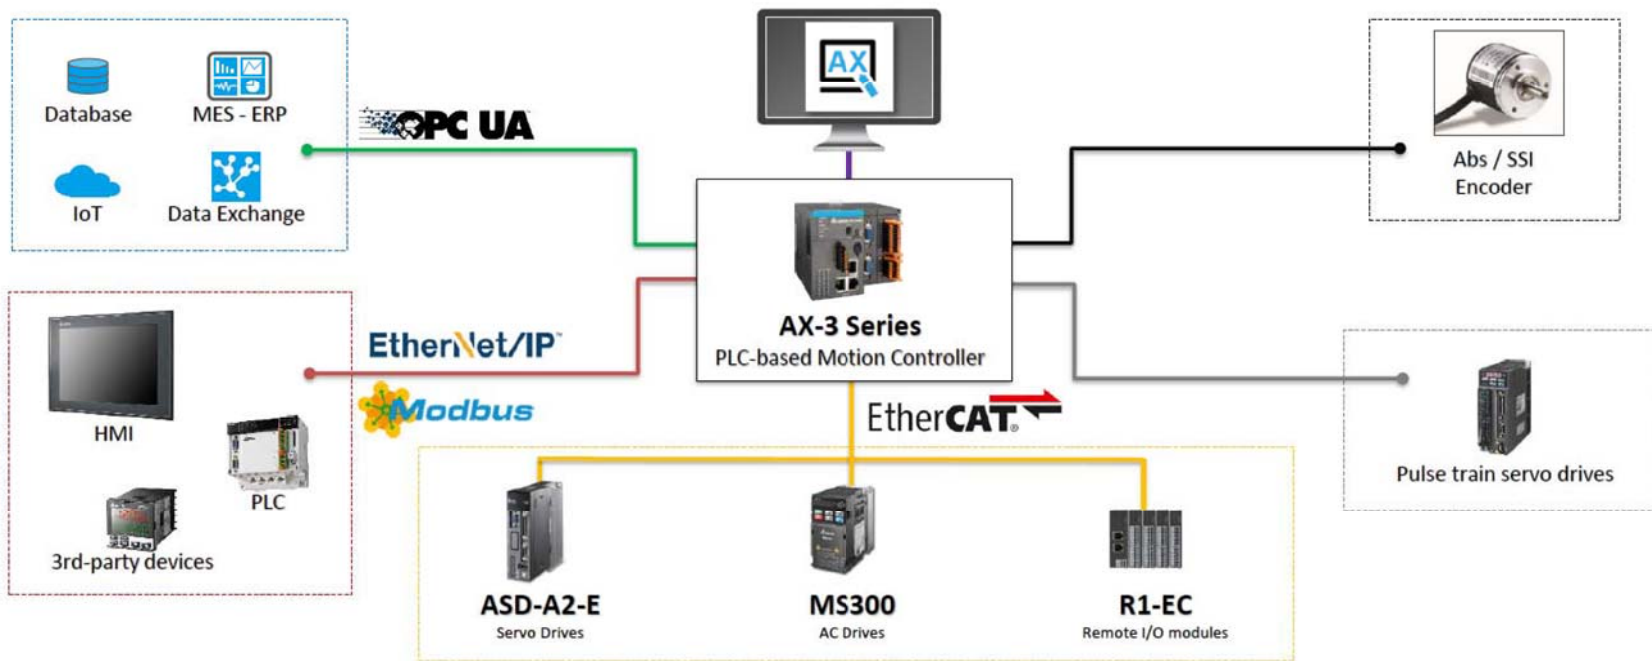 Database
MES - ERP
IoT
Data Exchange
OPC UA
AX
Abs / SSI
Encoder
AX-3 Series
PLC-based Motion Controller
HMI
PLC
3rd-party devices
EtherNet/IP™
Modbus
EtherCAT®
Pulse train servo drives
ASD-A2-E
Servo Drives
MS300
AC Drives
R1-EC
Remote I/O modules